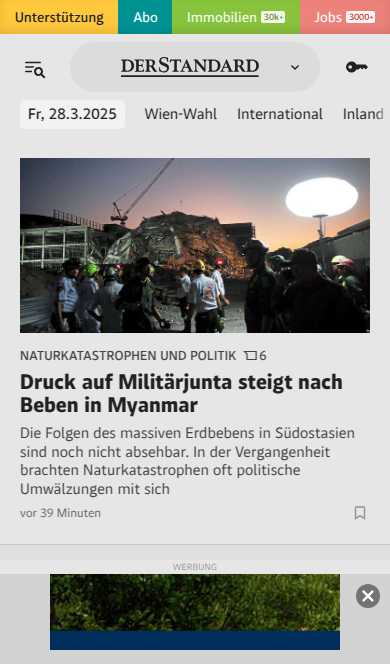 Unterstützung Abo Immobilien 30k+ Jobs 3000+
DERSTANDARD
Fr, 28.3.2025 Wien-Wahl International Inland
NATURKATASTROPHEN UND POLITIK 6
Druck auf Militärjunta steigt nach
Beben in Myanmar
Die Folgen des massiven Erdbebens in Südostasien
sind noch nicht absehbar. In der Vergangenheit
brachten Naturkatastrophen oft politische
Umwälzungen mit sich
vor 39 Minuten
WERBUNG